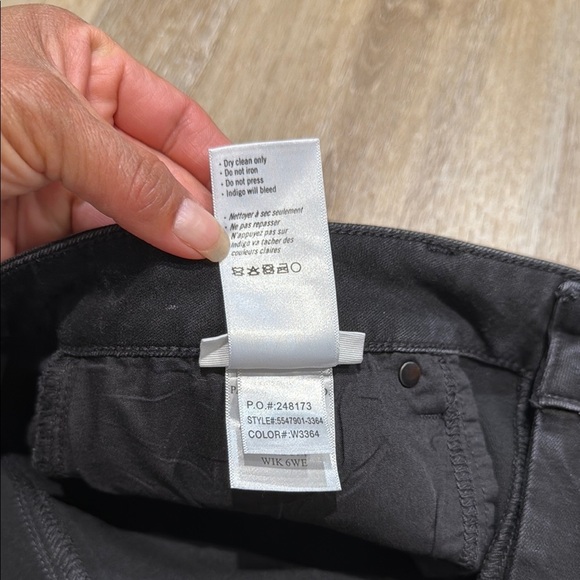 • Dry clean only
• Do not iron
• Do not press
• Indigo will bleed
• Nettoyer à sec seulement
• Ne pas repasser
N'appuyez pas sur
Indigo va tacher des
couleurs claires
P.O.#:248173
STYLE#:5547901-3364
COLOR#:W3364
WIK 6WE